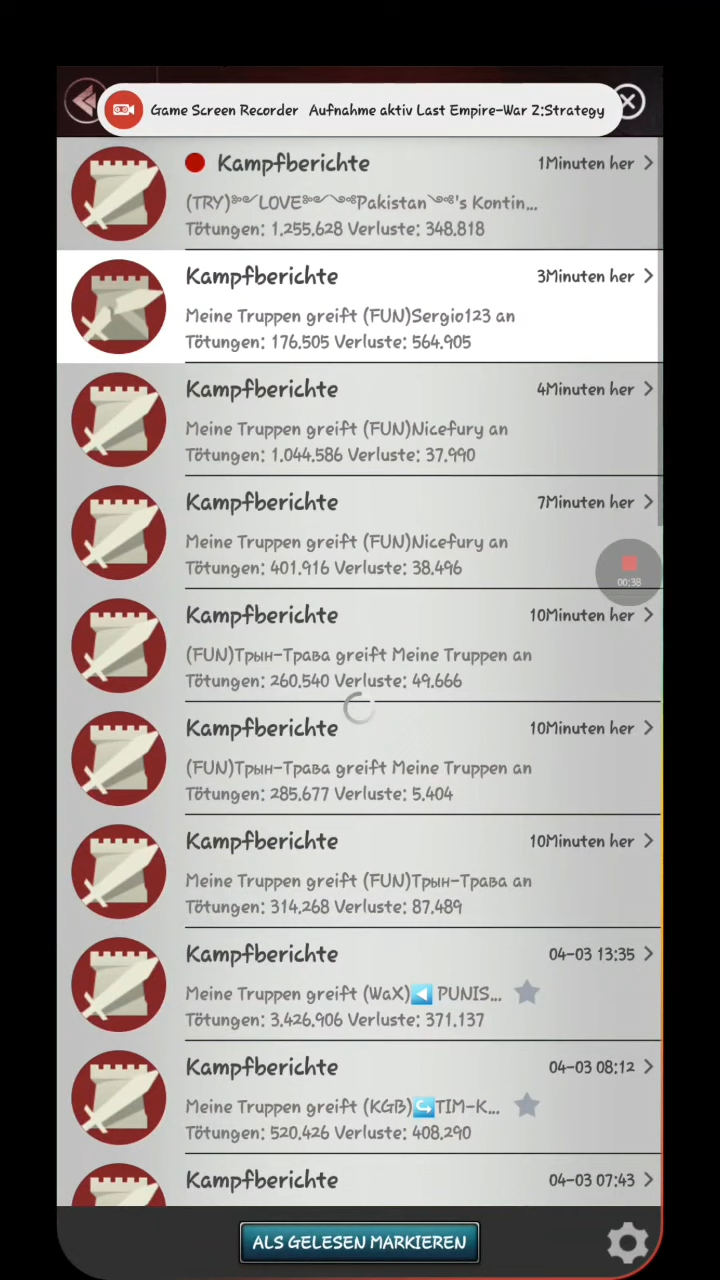 Game Screen Recorder Aufnahme aktiv Last Empire-War Z:Strategy
Kampfberichte 1Minuten her
(TRY)༺LOVE༺༻Pakistan༻'s Kontin...
Tötungen: 1.255.628 Verluste: 348.818
Kampfberichte 3Minuten her
Meine Truppen greift (FUN)Sergio123 an
Tötungen: 176.505 Verluste: 564.905
Kampfberichte 4Minuten her
Meine Truppen greift (FUN)Nicefury an
Tötungen: 1.044.586 Verluste: 37.990
Kampfberichte 7Minuten her
Meine Truppen greift (FUN)Nicefury an
Tötungen: 401.916 Verluste: 38.496
00:38
Kampfberichte 10Minuten her
(FUN)Трын-Трава greift Meine Truppen an
Tötungen: 260.540 Verluste: 49.666
Kampfberichte 10Minuten her
(FUN)Трын-Трава greift Meine Truppen an
Tötungen: 285.677 Verluste: 5.404
Kampfberichte 10Minuten her
Meine Truppen greift (FUN)Трын-Трава an
Tötungen: 314.268 Verluste: 87.489
Kampfberichte 04-03 13:35
Meine Truppen greift (WaX)◀️ PUNIS...
Tötungen: 3.426.906 Verluste: 371.137
Kampfberichte 04-03 08:12
Meine Truppen greift (KGB)↪️TIM-K...
Tötungen: 520.426 Verluste: 408.290
Kampfberichte 04-03 07:43
ALS GELESEN MARKIEREN